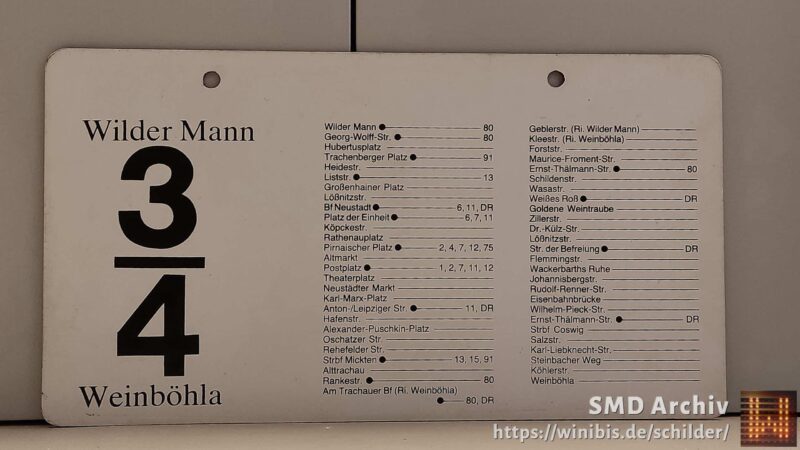 Wilder Mann
3
4
Weinböhla
Wilder Mann ● 80
Georg-Wolff-Str. ● 80
Hubertusplatz
Trachenberger Platz ● 91
Heidestr.
Liststr. ● 13
Großenhainer Platz
Lößnitzstr.
Bf Neustadt ● 6, 11, DR
Platz der Einheit ● 6, 7, 11
Köpckestr.
Rathenauplatz
Pirnaischer Platz ● 2, 4, 7, 12, 75
Altmarkt
Postplatz ● 1, 2, 7, 11, 12
Theaterplatz
Neustädter Markt
Karl-Marx-Platz
Anton-/Leipziger Str. ● 11, DR
Hafenstr.
Alexander-Puschkin-Platz
Oschatzer Str.
Rehefelder Str.
Strbf Mickten ● 13, 15, 91
Alttrachau
Rankestr. ● 80
Am Trachauer Bf (Ri. Weinböhla)
● 80, DR
Geblerstr. (Ri. Wilder Mann)
Kleestr. (Ri. Weinböhla)
Forststr.
Maurice-Froment-Str.
Ernst-Thälmann-Str. ● 80
Schildenstr.
Wasastr.
Weißes Roß ● DR
Goldene Weintraube
Zillerstr.
Dr.-Külz-Str.
Lößnitzstr.
Str. der Befreiung ● DR
Flemmingstr.
Wackerbarths Ruhe
Johannisbergstr.
Rudolf-Renner-Str.
Eisenbahnbrücke
Wilhelm-Pieck-Str.
Ernst-Thälmann-Str. ● DR
Strbf Coswig
Salzstr.
Karl-Liebknecht-Str.
Steinbacher Weg
Köhlerstr.
Weinböhla
SMD Archiv
https://winibis.de/schilder/